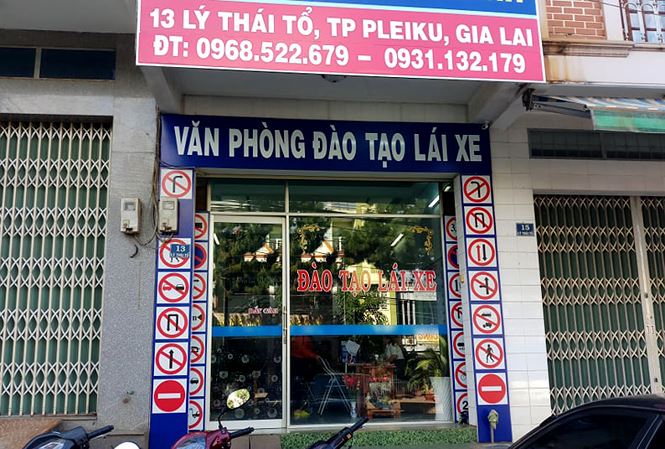 13 LÝ THÁI TỔ, TP PLEIKU, GIA LAI
ĐT: 0968.522.679 – 0931.132.179
VĂN PHÒNG ĐÀO TẠO LÁI XE
13
15
ĐÀO TẠO LÁI XE